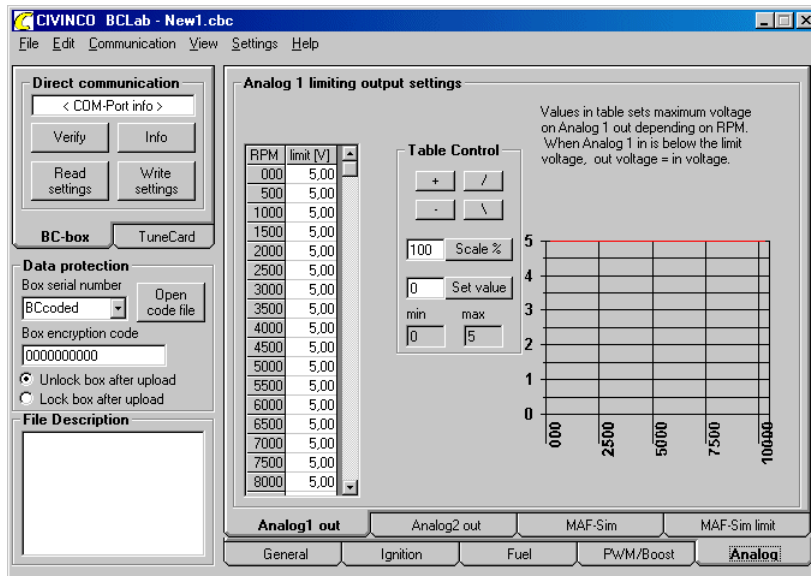 CIVINCO BCLab - New1.cbc
File Edit Communication View Settings Help
Direct communication
< COM-Port info >
Verify Info
Read settings Write settings
BC-box TuneCard
Data protection
Box serial number
BCcoded
Open code file
Box encryption code
0000000000
Unlock box after upload
Lock box after upload
File Description
Analog 1 limiting output settings
Values in table sets maximum voltage
on Analog 1 out depending on RPM.
When Analog 1 in is below the limit
voltage, out voltage = in voltage.
RPM limit [V]
000 5,00
500 5,00
1000 5,00
1500 5,00
2000 5,00
2500 5,00
3000 5,00
3500 5,00
4000 5,00
4500 5,00
5000 5,00
5500 5,00
6000 5,00
6500 5,00
7000 5,00
7500 5,00
8000 5,00
Table Control
+ /
- \
100 Scale %
0 Set value
min max
0 5
5
4
3
2
1
0
000 2500 5000 7500 10000
Analog1 out Analog2 out MAF-Sim MAF-Sim limit
General Ignition Fuel PWM/Boost Analog